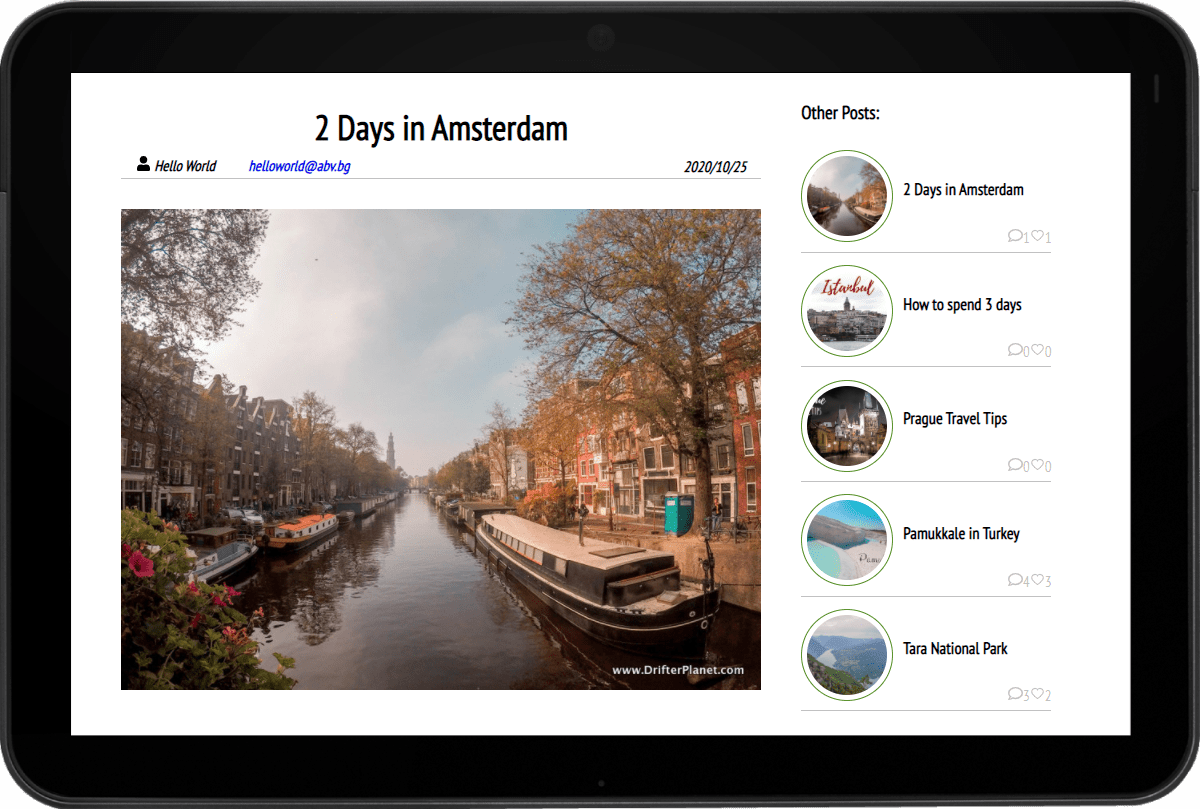 2 Days in Amsterdam
Hello World helloworld@abv.bg 2020/10/25
www.DrifterPlanet.com
Other Posts:
2 Days in Amsterdam
1 1
Istanbul
How to spend 3 days
0 0
TIPS
Prague Travel Tips
0 0
Pamukkale in Turkey
4 3
Tara National Park
3 2